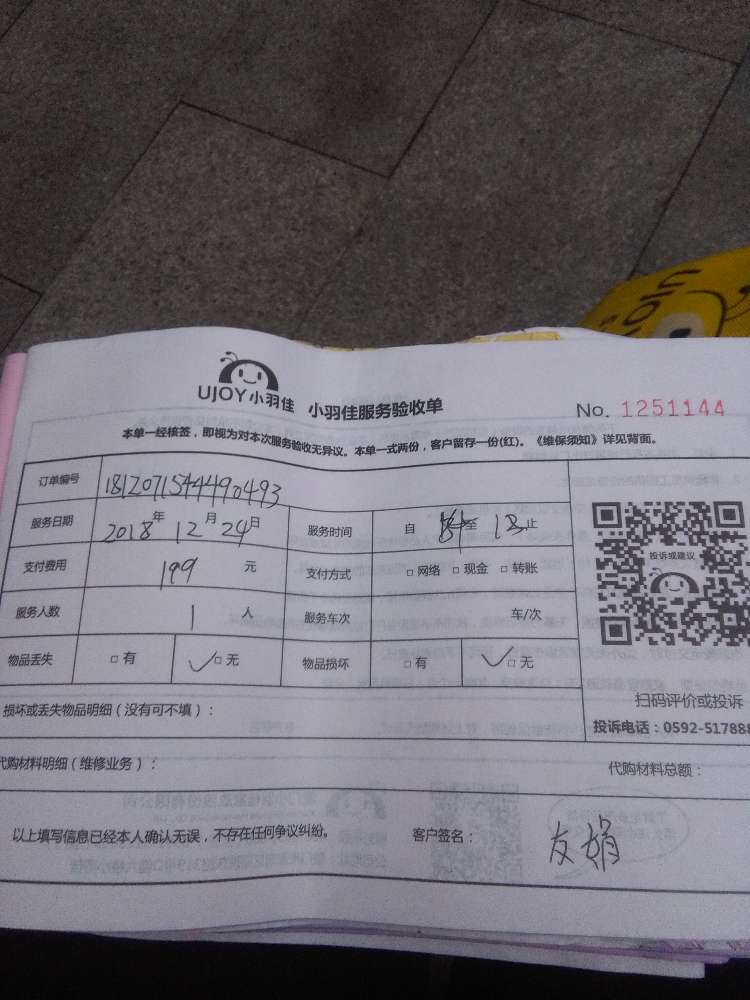 UJOY小羽佳 小羽佳服务验收单 No. 1251144
本单一经核签，即视为对本次服务验收无异议。本单一式两份，客户留存一份(红)。《维保须知》详见背面。
订单编号 181207154490493
服务日期 2018年12月24日 服务时间 自 至 止
支付费用 199 元 支付方式 □网络 □现金 □转账
服务人数 1 人 服务车次 车/次
物品丢失 □有 ✓□无 物品损坏 □有 ✓□无
投诉或建议
扫码评价或投诉
投诉电话：0592-517888
损坏或丢失物品明细（没有可不填）：
代购材料明细（维修业务）： 代购材料总额：
以上填写信息已经本人确认无误，不存在任何争议纠纷。 客户签名： 友娟